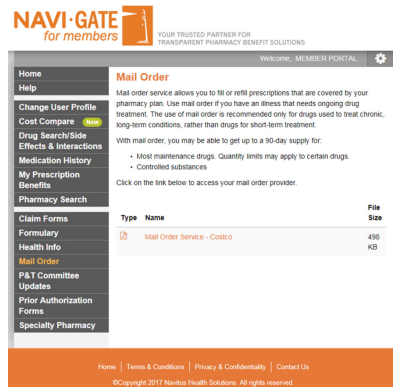 NAVI·GATE
for members
YOUR TRUSTED PARTNER FOR
TRANSPARENT PHARMACY BENEFIT SOLUTIONS
Welcome, MEMBER PORTAL
Home
Help
Change User Profile
Cost Compare New
Drug Search/Side
Effects & Interactions
Medication History
My Prescription
Benefits
Pharmacy Search
Claim Forms
Formulary
Health Info
Mail Order
P&T Committee
Updates
Prior Authorization
Forms
Specialty Pharmacy
Mail Order
Mail order service allows you to fill or refill prescriptions that are covered by your
pharmacy plan. Use mail order if you have an illness that needs ongoing drug
treatment. The use of mail order is recommended only for drugs used to treat chronic,
long-term conditions, rather than drugs for short-term treatment.
With mail order, you may be able to get up to a 90-day supply for:
• Most maintenance drugs. Quantity limits may apply to certain drugs.
• Controlled substances
Click on the link below to access your mail order provider.
File
Type Name Size
Mail Order Service - Costco 498
KB
Home | Terms & Conditions | Privacy & Confidentiality | Contact Us
©Copyright 2017 Navitus Health Solutions. All rights reserved.